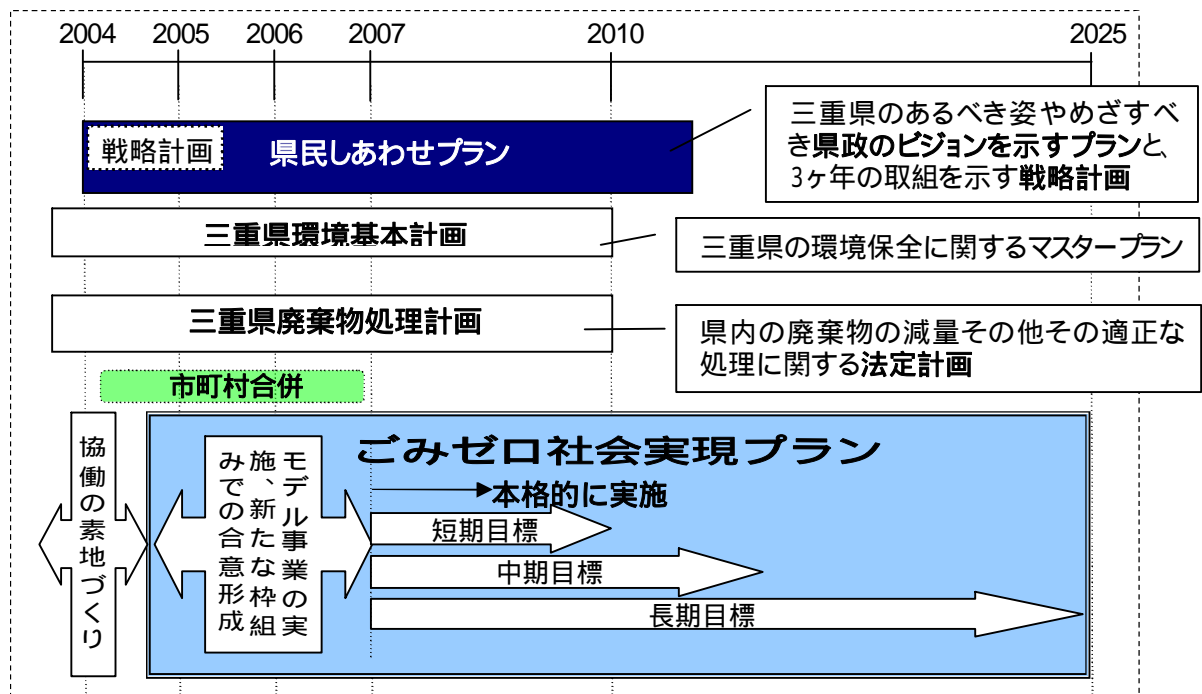 2004 2005 2006 2007 2010 2025
戦略計画
県民しあわせプラン
三重県のあるべき姿やめざすべ
き県政のビジョンを示すプランと、
3ヶ年の取組を示す戦略計画
三重県環境基本計画
三重県の環境保全に関するマスタープラン
三重県廃棄物処理計画
県内の廃棄物の減量その他その適正な
処理に関する法定計画
市町村合併
協働の素地づくり
モデル事業の実
施、新たな枠組
みでの合意形成
ごみゼロ社会実現プラン
本格的に実施
短期目標
中期目標
長期目標